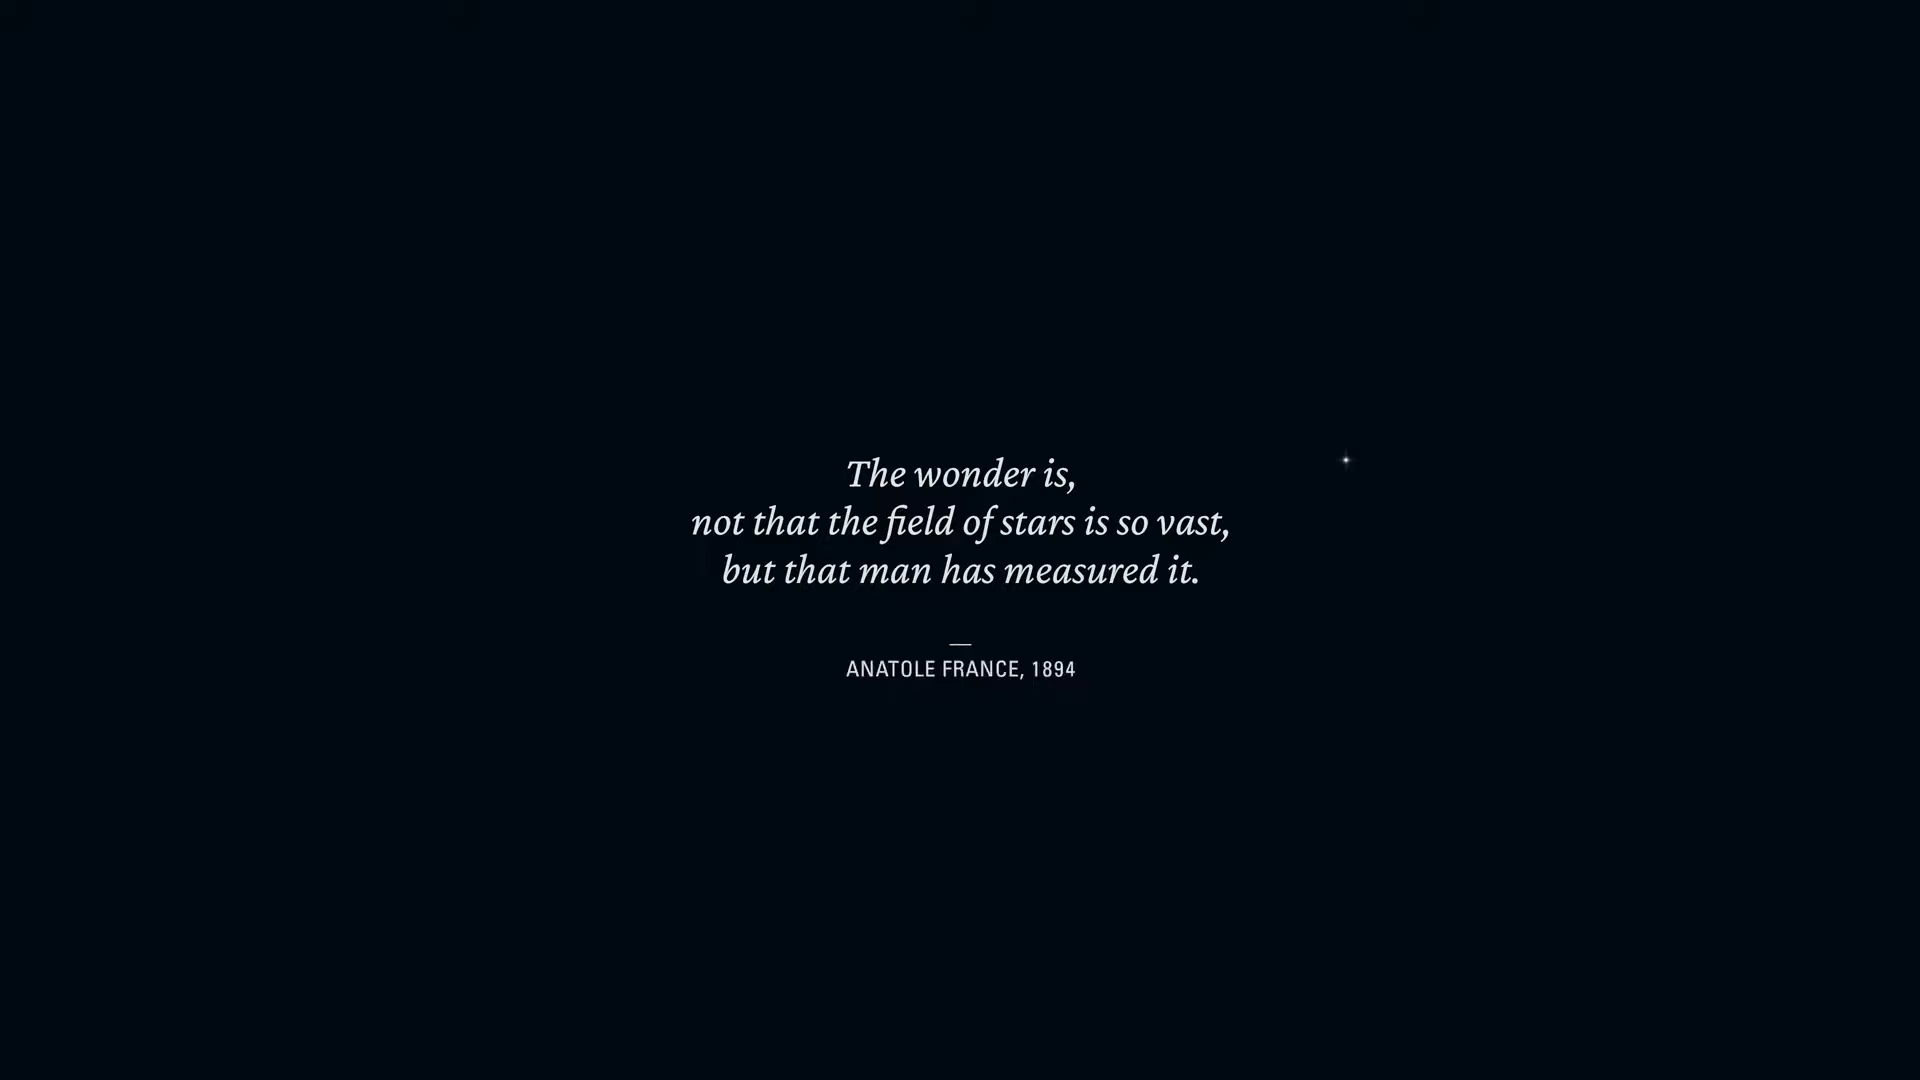 The wonder is,
not that the field of stars is so vast,
but that man has measured it.
—
ANATOLE FRANCE, 1894